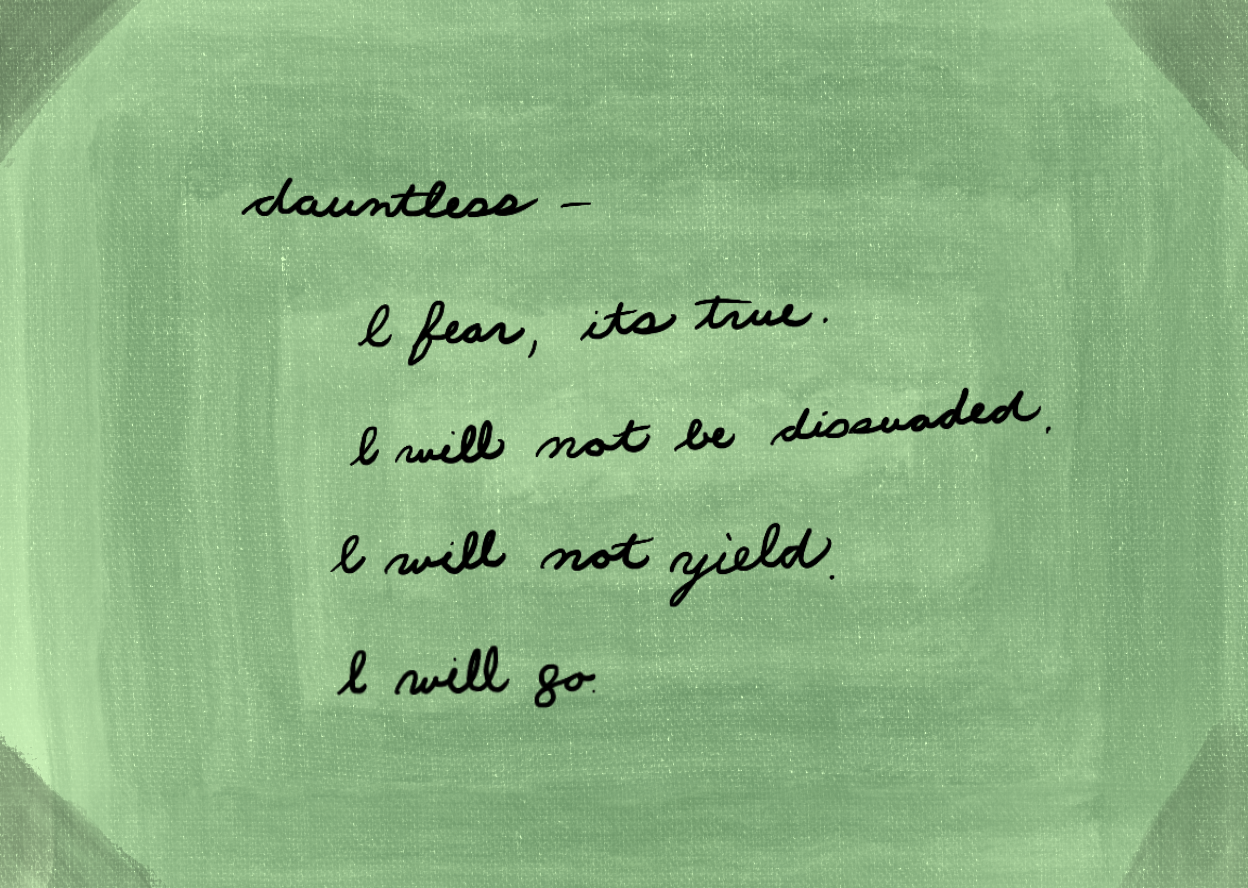 dauntless –
I fear, its true.
I will not be dissuaded.
I will not yield.
I will go.